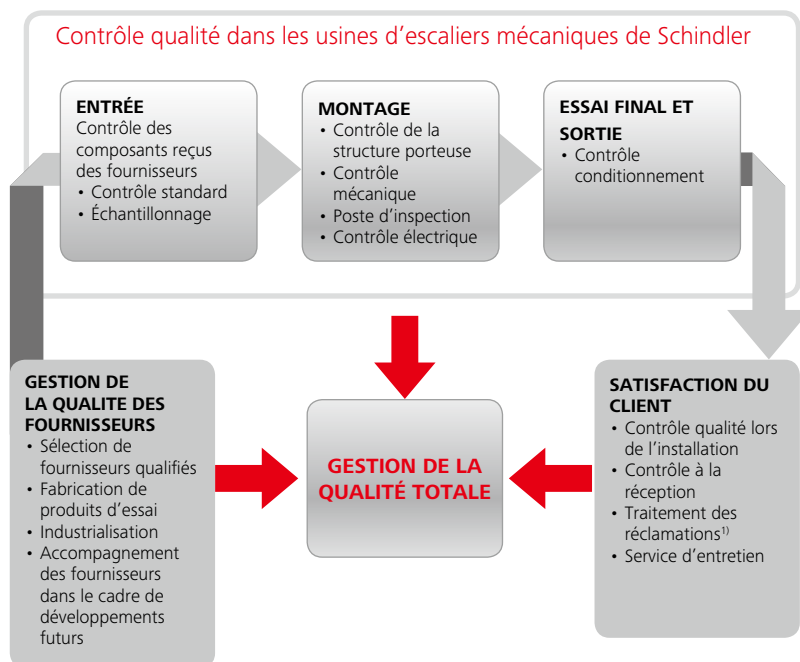 Contrôle qualité dans les usines d’escaliers mécaniques de Schindler
ENTRÉE
Contrôle des
composants reçus
des fournisseurs
• Contrôle standard
• Échantillonnage
MONTAGE
• Contrôle de la
structure porteuse
• Contrôle
mécanique
• Poste d’inspection
• Contrôle électrique
ESSAI FINAL ET
SORTIE
• Contrôle
conditionnement
GESTION DE
LA QUALITE DES
FOURNISSEURS
• Sélection de
fournisseurs qualifiés
• Fabrication de
produits d’essai
• Industrialisation
• Accompagnement
des fournisseurs
dans le cadre de
développements
futurs
GESTION DE LA
QUALITÉ TOTALE
SATISFACTION DU
CLIENT
• Contrôle qualité lors
de l’installation
• Contrôle à la
réception
• Traitement des
réclamations¹⁾
• Service d’entretien